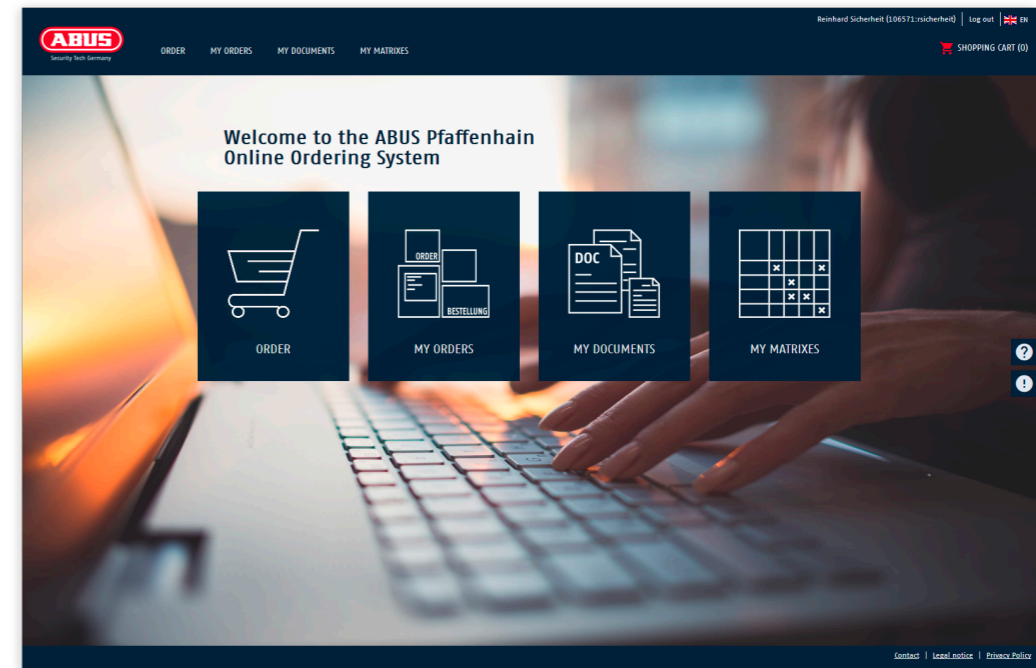 Reinhard Sicherheit (106571:rsicherheit) | Log out | EN
ABUS
Security Tech Germany
ORDER MY ORDERS MY DOCUMENTS MY MATRIXES
SHOPPING CART (0)
Welcome to the ABUS Pfaffenhain
Online Ordering System
ORDER
BESTELLUNG
DOC
ORDER MY ORDERS MY DOCUMENTS MY MATRIXES
Contact | Legal notice | Privacy Policy